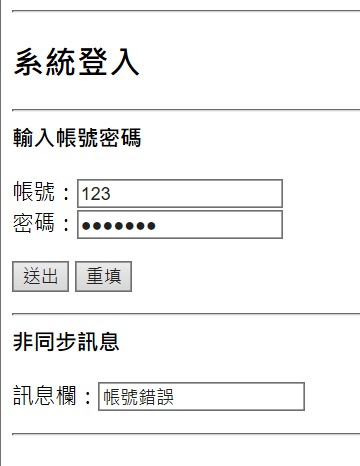 系統登入
輸入帳號密碼
帳號：123
密碼：●●●●●●●
送出 重填
非同步訊息
訊息欄：帳號錯誤